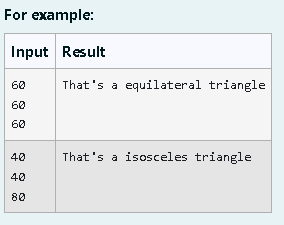 For example:
Input Result
60 That's a equilateral triangle
60
60
40 That's a isosceles triangle
40
80